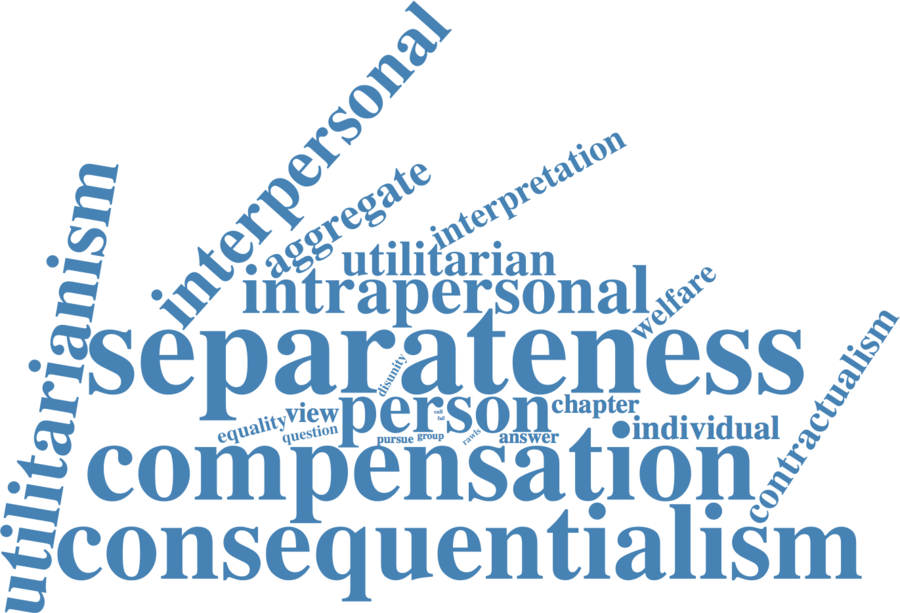 interpersonal
aggregate
interpretation
utilitarianism
utilitarian
intrapersonal
welfare
separateness
disunity
contractualism
person
chapter
view
equality
question
call
pursue
group
rawls
answer
individual
compensation
consequentialism